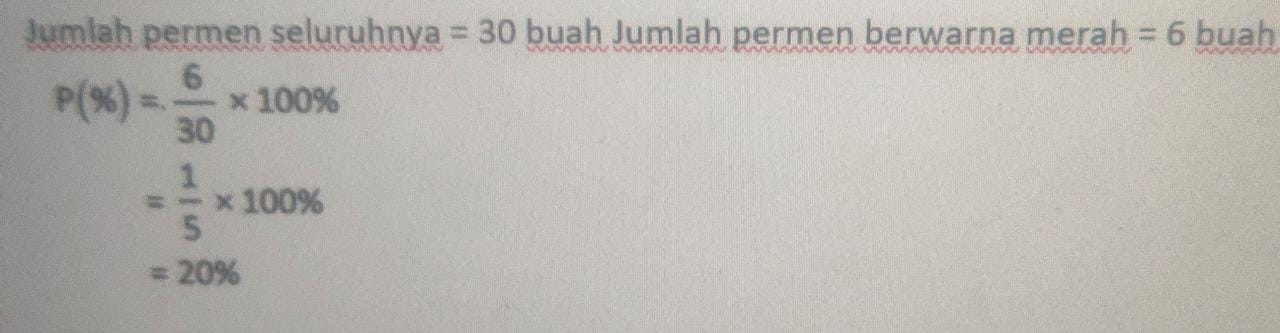 Jumlah permen seluruhnya = 30 buah Jumlah permen berwarna merah = 6 buah
P(%) =. 6/30 × 100%
= 1/5 × 100%
= 20%